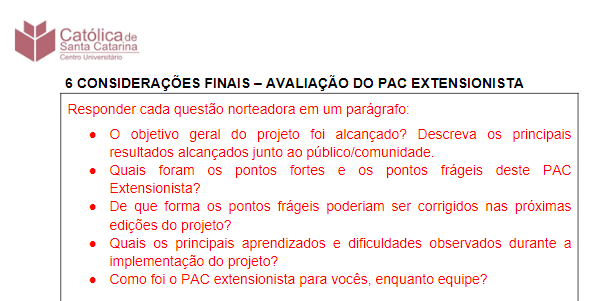 Católica de
Santa Catarina
Centro Universitário
6 CONSIDERAÇÕES FINAIS – AVALIAÇÃO DO PAC EXTENSIONISTA
Responder cada questão norteadora em um parágrafo:
● O objetivo geral do projeto foi alcançado? Descreva os principais
resultados alcançados junto ao público/comunidade.
● Quais foram os pontos fortes e os pontos frágeis deste PAC
Extensionista?
● De que forma os pontos frágeis poderiam ser corrigidos nas próximas
edições do projeto?
● Quais os principais aprendizados e dificuldades observados durante a
implementação do projeto?
● Como foi o PAC extensionista para vocês, enquanto equipe?